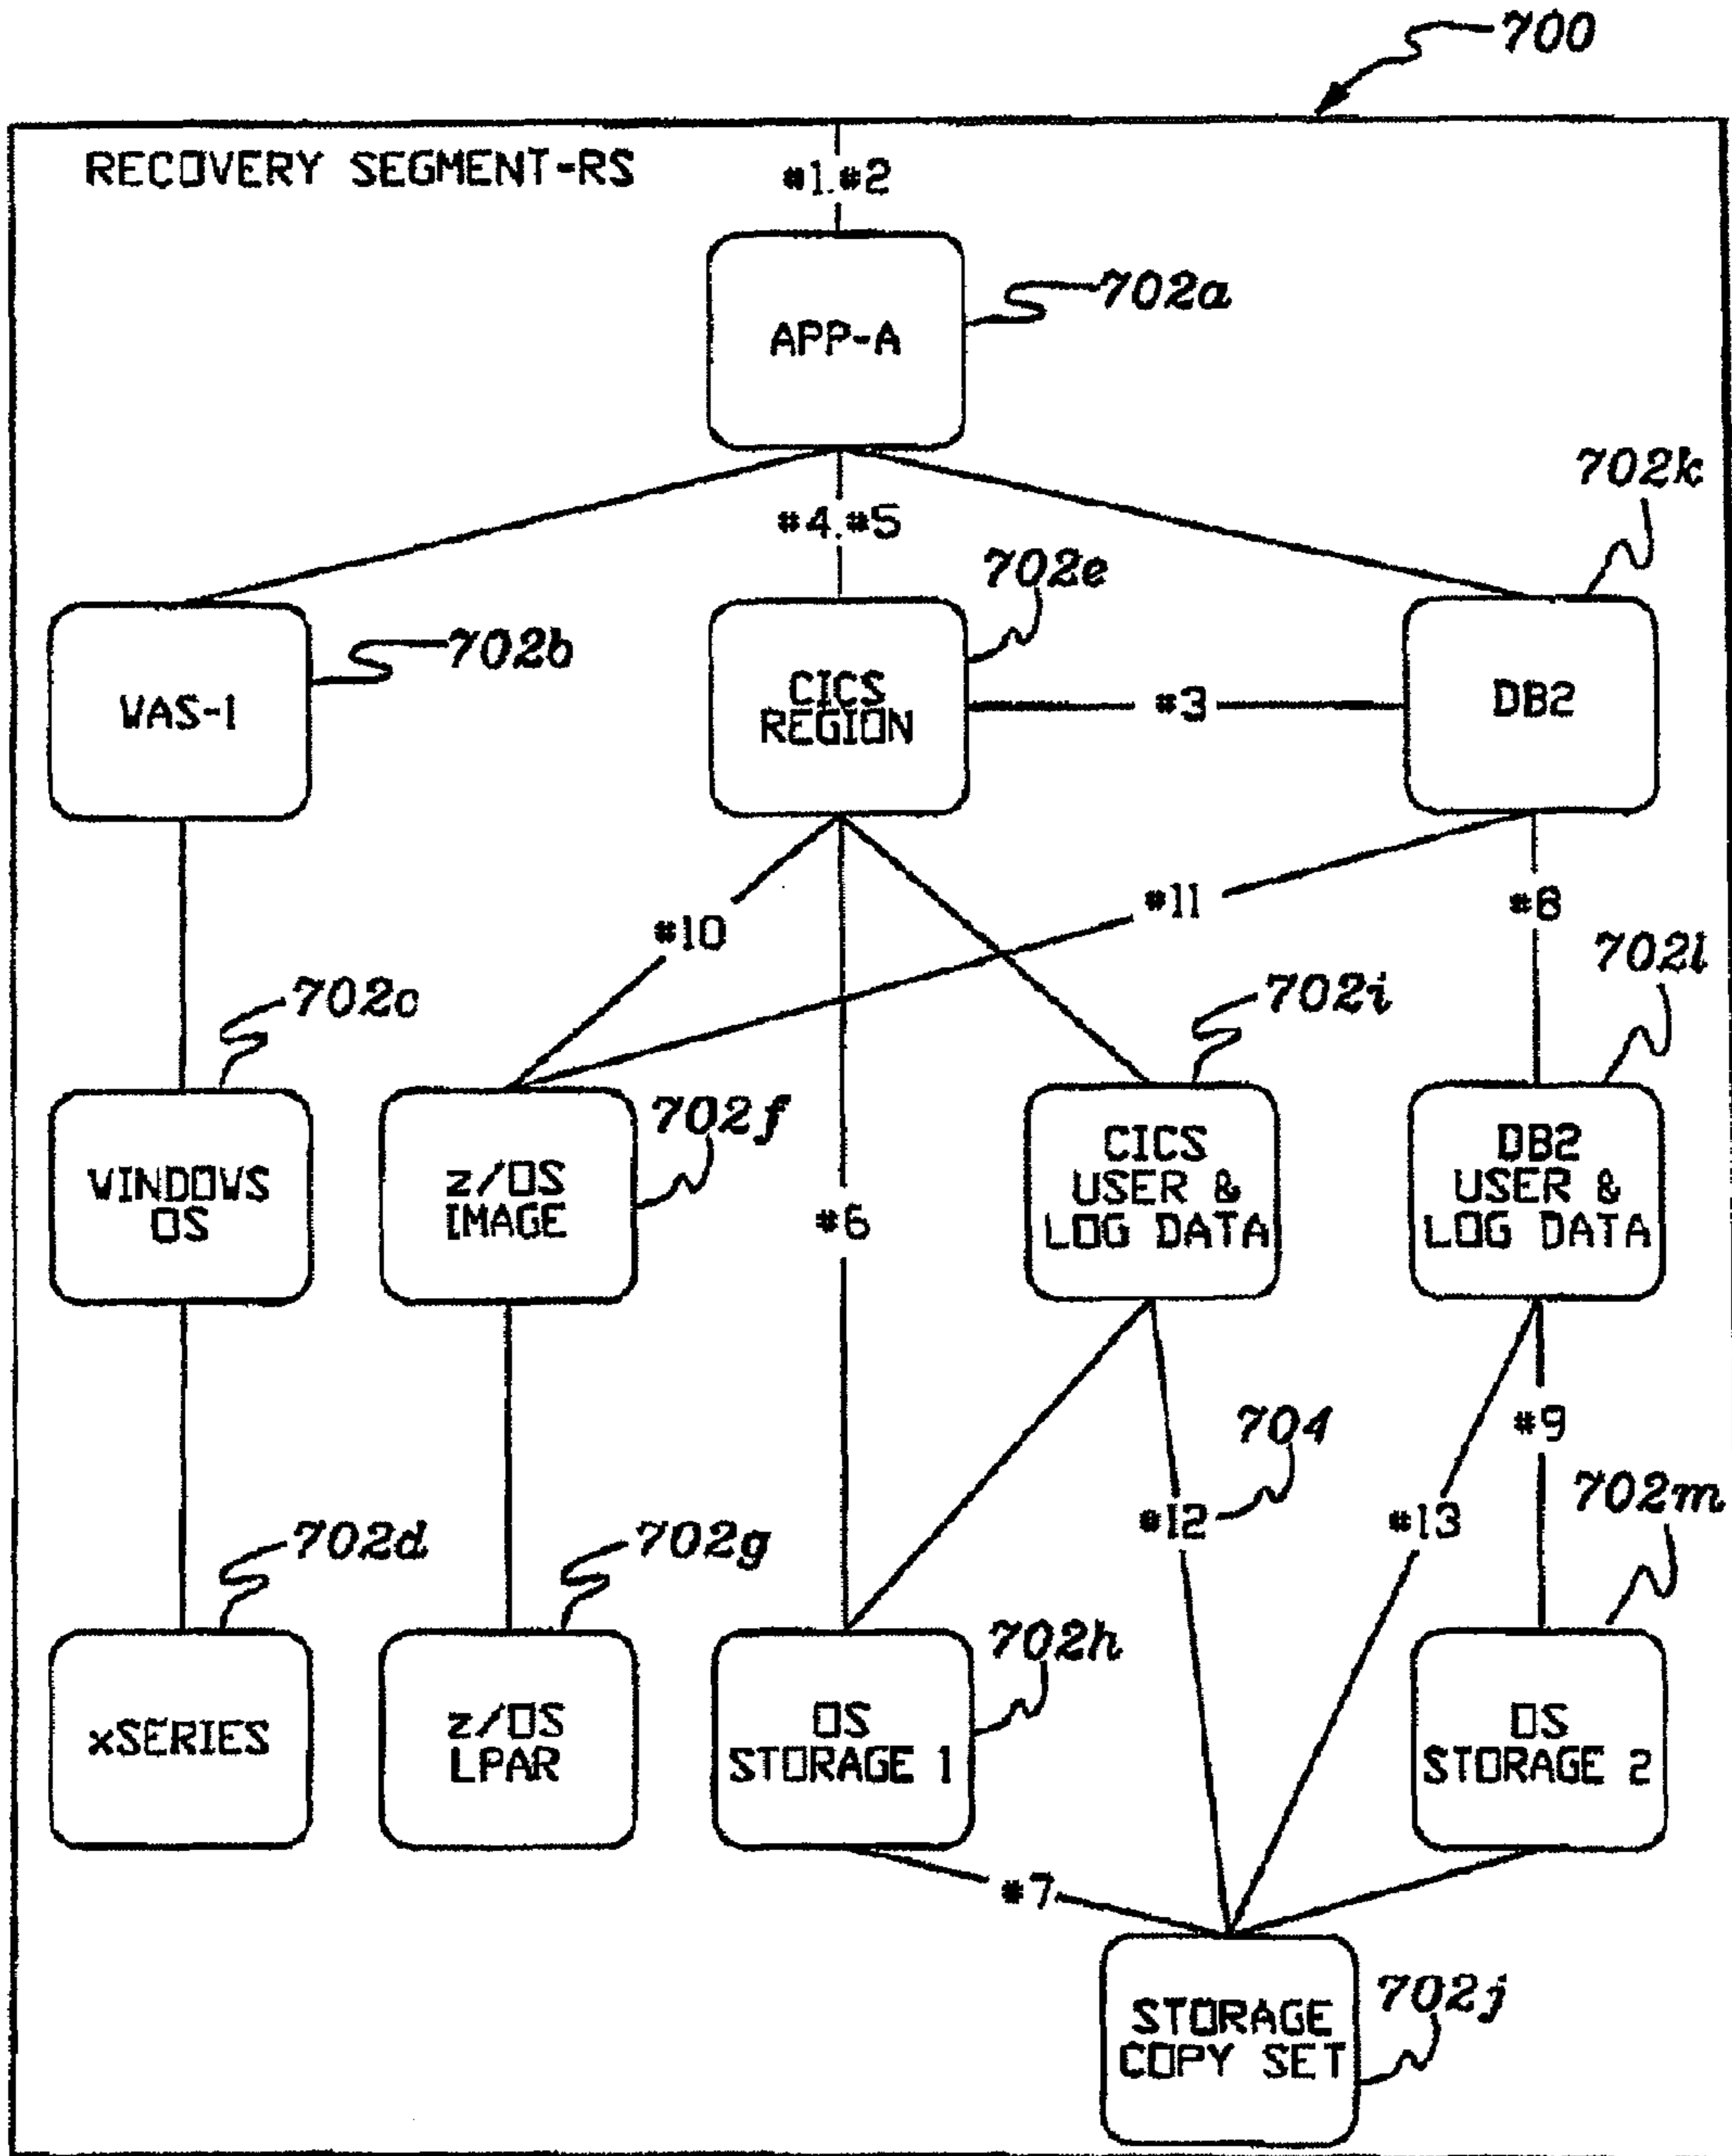 700
RECOVERY SEGMENT-RS
#1.#2
702a
APP-A
702k
#4.#5
702e
702b
WAS-1
CICS
REGION
#3
DB2
#10
#11
#8
702c
702i
702l
702f
WINDOWS
OS
z/OS
IMAGE
#6
CICS
USER &
LOG DATA
DB2
USER &
LOG DATA
704
#9
#12
#13
702m
702d
702g
702h
xSERIES
z/OS
LPAR
OS
STORAGE 1
OS
STORAGE 2
#7
702j
STORAGE
COPY SET